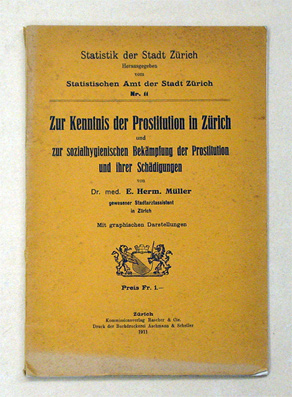 Statistik der Stadt Zürich
Herausgegeben
vom
Statistischen Amt der Stadt Zürich
Nr. 11
Zur Kenntnis der Prostitution in Zürich
und
zur sozialhygienischen Bekämpfung der Prostitution
und ihrer Schädigungen
von
Dr. med. E. Herm. Müller
gewesener Stadtarztassistent
in Zürich
Mit graphischen Darstellungen
Preis Fr. 1.—
Zürich
Kommissionsverlag Rascher & Cie.
Druck der Buchdruckerei Aschmann & Scheller
1911